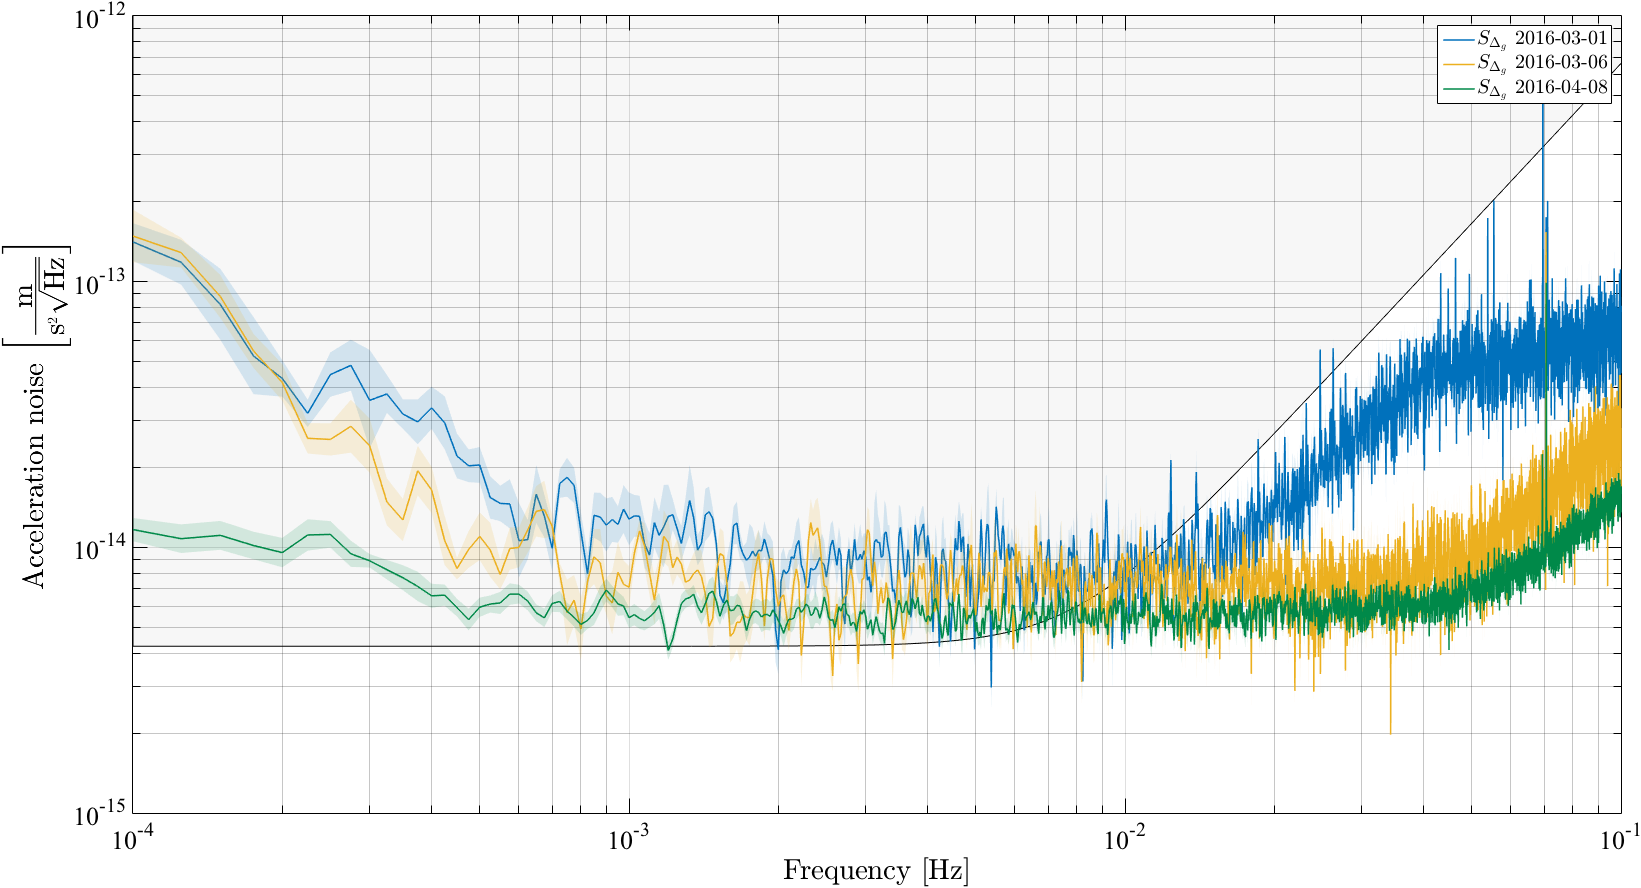 10⁻¹²
10⁻¹³
10⁻¹⁴
10⁻¹⁵
Acceleration noise [m / s²√Hz]
S_Δg 2016-03-01
S_Δg 2016-03-06
S_Δg 2016-04-08
10⁻⁴ 10⁻³ 10⁻² 10⁻¹
Frequency [Hz]